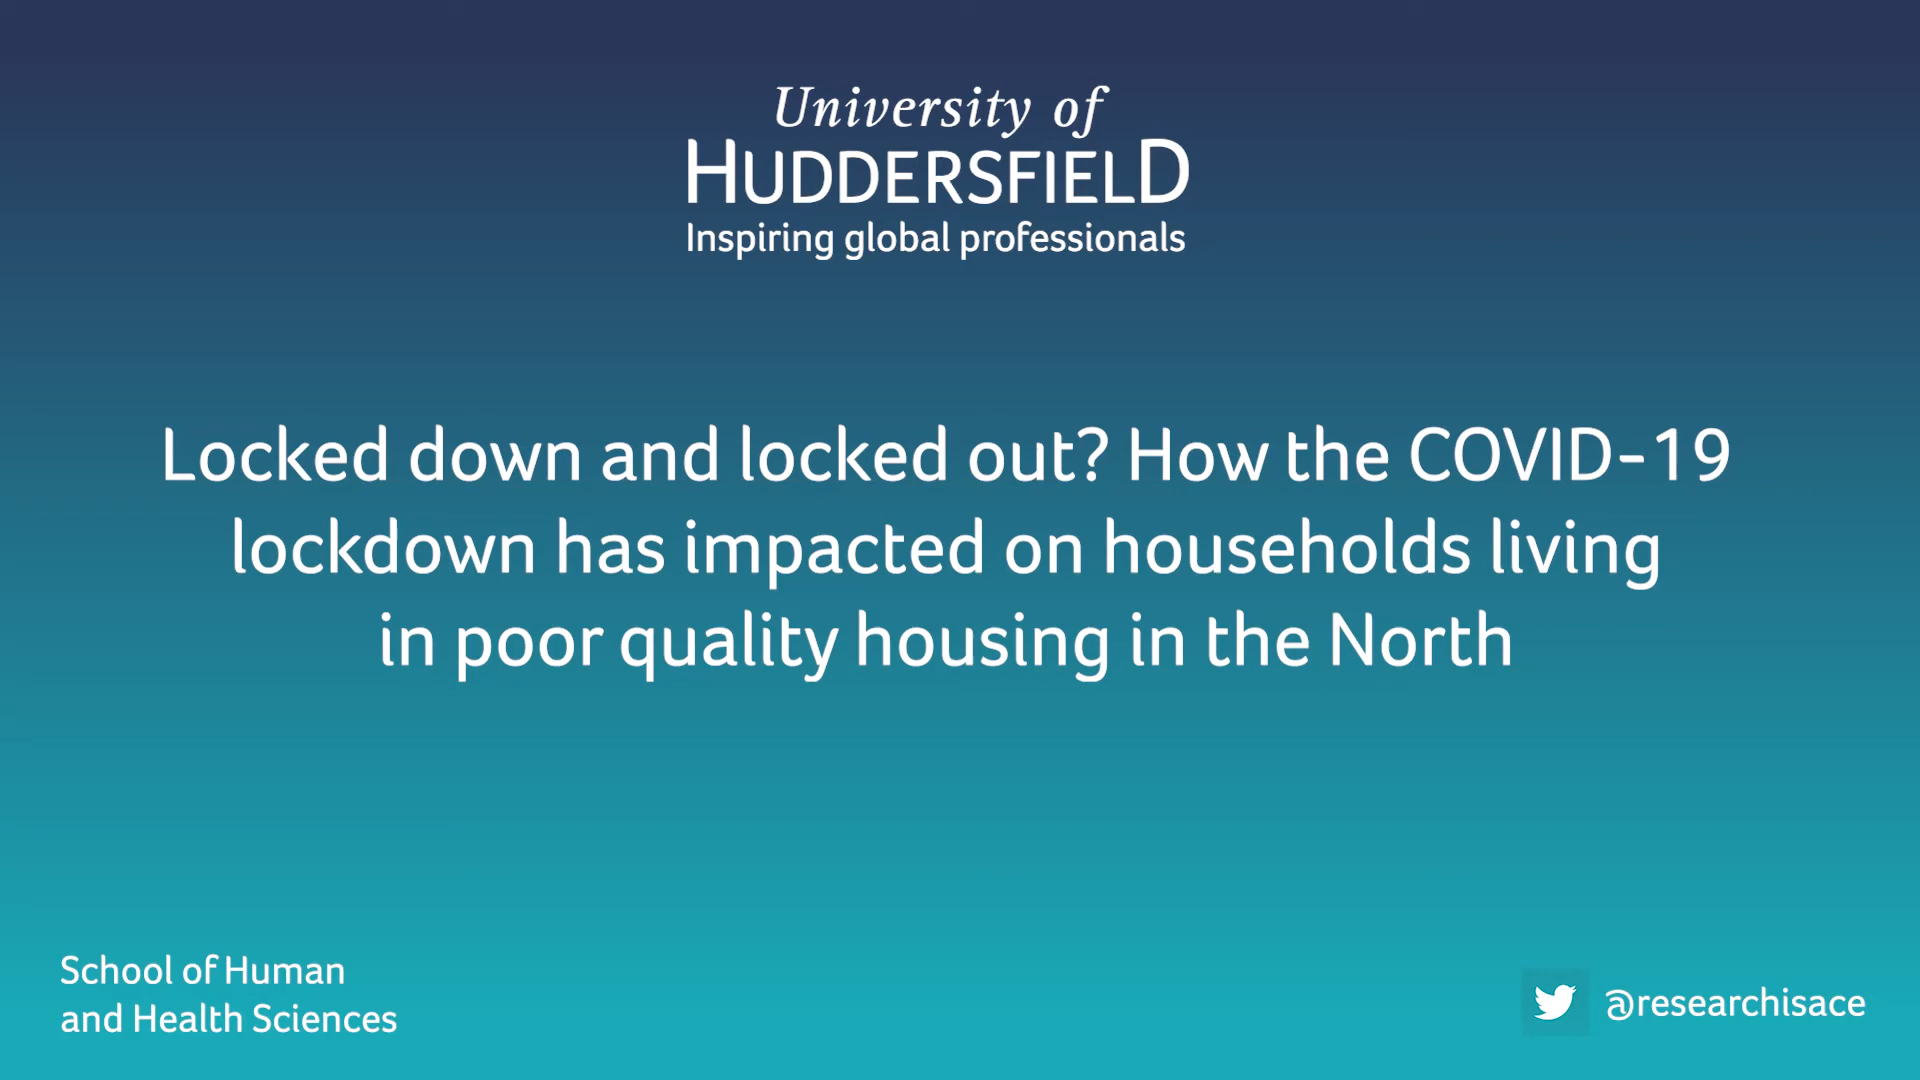 University of
HUDDERSFIELD
Inspiring global professionals
Locked down and locked out? How the COVID-19
lockdown has impacted on households living
in poor quality housing in the North
School of Human
and Health Sciences
@researchisace